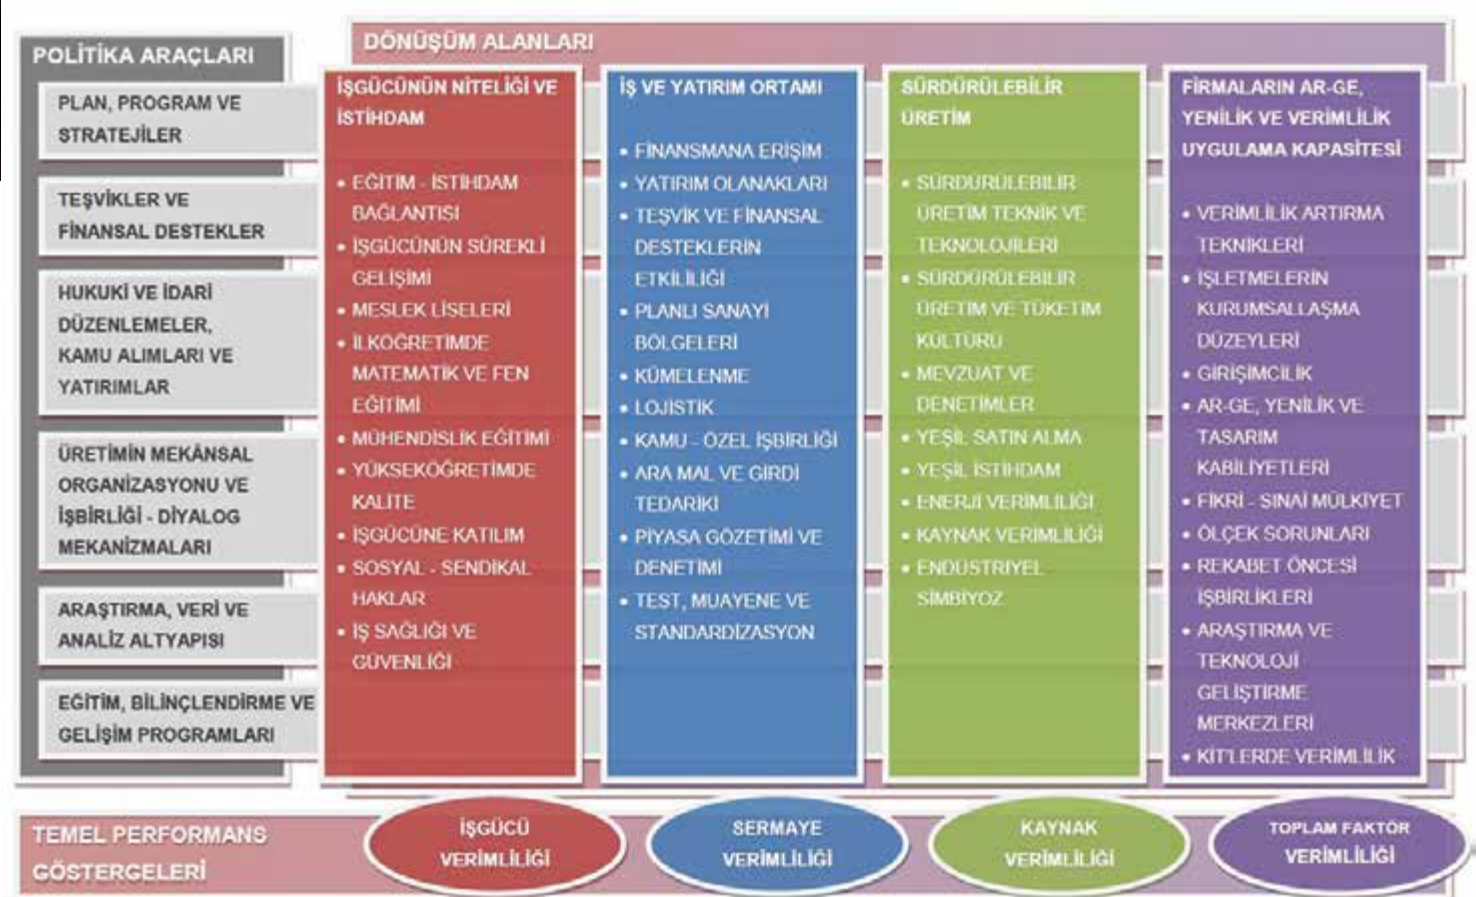 POLİTİKA ARAÇLARI
PLAN, PROGRAM VE
STRATEJİLER
TEŞVİKLER VE
FİNANSAL DESTEKLER
HUKUKİ VE İDARİ
DÜZENLEMELER,
KAMU ALIMLARI VE
YATIRIMLAR
ÜRETİMİN MEKÂNSAL
ORGANİZASYONU VE
İŞBİRLİĞİ - DİYALOG
MEKANİZMALARI
ARAŞTIRMA, VERİ VE
ANALİZ ALTYAPISI
EĞİTİM, BİLİNÇLENDİRME VE
GELİŞİM PROGRAMLARI
DÖNÜŞÜM ALANLARI
İŞGÜCÜNÜN NİTELİĞİ VE
İSTİHDAM
• EĞİTİM - İSTİHDAM
BAĞLANTISI
• İŞGÜCÜNÜN SÜREKLİ
GELİŞİMİ
• MESLEK LİSELERİ
• İLKÖĞRETİMDE
MATEMATİK VE FEN
EĞİTİMİ
• MÜHENDİSLİK EĞİTİMİ
• YÜKSEKÖĞRETİMDE
KALİTE
• İŞGÜCÜNE KATILIM
• SOSYAL - SENDİKAL
HAKLAR
• İŞ SAĞLIĞI VE
GÜVENLİĞİ
İŞ VE YATIRIM ORTAMI
• FİNANSMANA ERİŞİM
• YATIRIM OLANAKLARI
• TEŞVİK VE FİNANSAL
DESTEKLERİN
ETKİLİLİĞİ
• PLANLI SANAYİ
BÖLGELERİ
• KÜMELENME
• LOJİSTİK
• KAMU - ÖZEL İŞBİRLİĞİ
• ARA MAL VE GİRDİ
TEDARİKİ
• PİYASA GÖZETİMİ VE
DENETİMİ
• TEST, MUAYENE VE
STANDARDİZASYON
SÜRDÜRÜLEBİLİR
ÜRETİM
• SÜRDÜRÜLEBİLİR
ÜRETİM TEKNİK VE
TEKNOLOJİLERİ
• SÜRDÜRÜLEBİLİR
ÜRETİM VE TÜKETİM
KÜLTÜRÜ
• MEVZUAT VE
DENETİMLER
• YEŞİL SATIN ALMA
• YEŞİL İSTİHDAM
• ENERJİ VERİMLİLİĞİ
• KAYNAK VERİMLİLİĞİ
• ENDÜSTRİYEL
SİMBİYOZ
FİRMALARIN AR-GE,
YENİLİK VE VERİMLİLİK
UYGULAMA KAPASİTESİ
• VERİMLİLİK ARTIRMA
TEKNİKLERİ
• İŞLETMELERİN
KURUMSALLAŞMA
DÜZEYLERİ
• GİRİŞİMCİLİK
• AR-GE, YENİLİK VE
TASARIM
KABİLİYETLERİ
• FİKRİ - SINAİ MÜLKİYET
• ÖLÇEK SORUNLARI
• REKABET ÖNCESİ
İŞBİRLİKLERİ
• ARAŞTIRMA VE
TEKNOLOJİ
GELİŞTİRME
MERKEZLERİ
• KİT'LERDE VERİMLİLİK
TEMEL PERFORMANS
GÖSTERGELERİ
İŞGÜCÜ
VERİMLİLİĞİ
SERMAYE
VERİMLİLİĞİ
KAYNAK
VERİMLİLİĞİ
TOPLAM FAKTÖR
VERİMLİLİĞİ